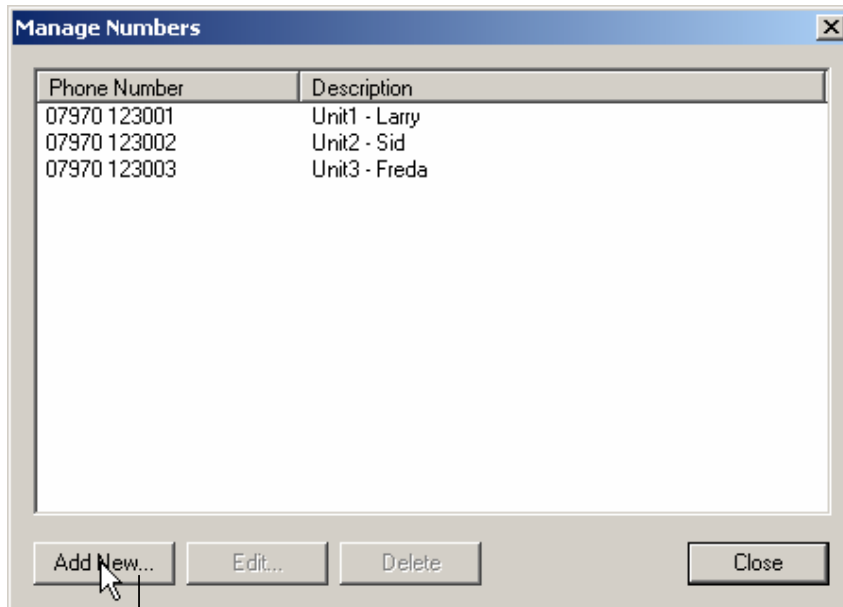 Manage Numbers
Phone Number Description
07970 123001 Unit1 - Larry
07970 123002 Unit2 - Sid
07970 123003 Unit3 - Freda
Add New... Edit... Delete Close